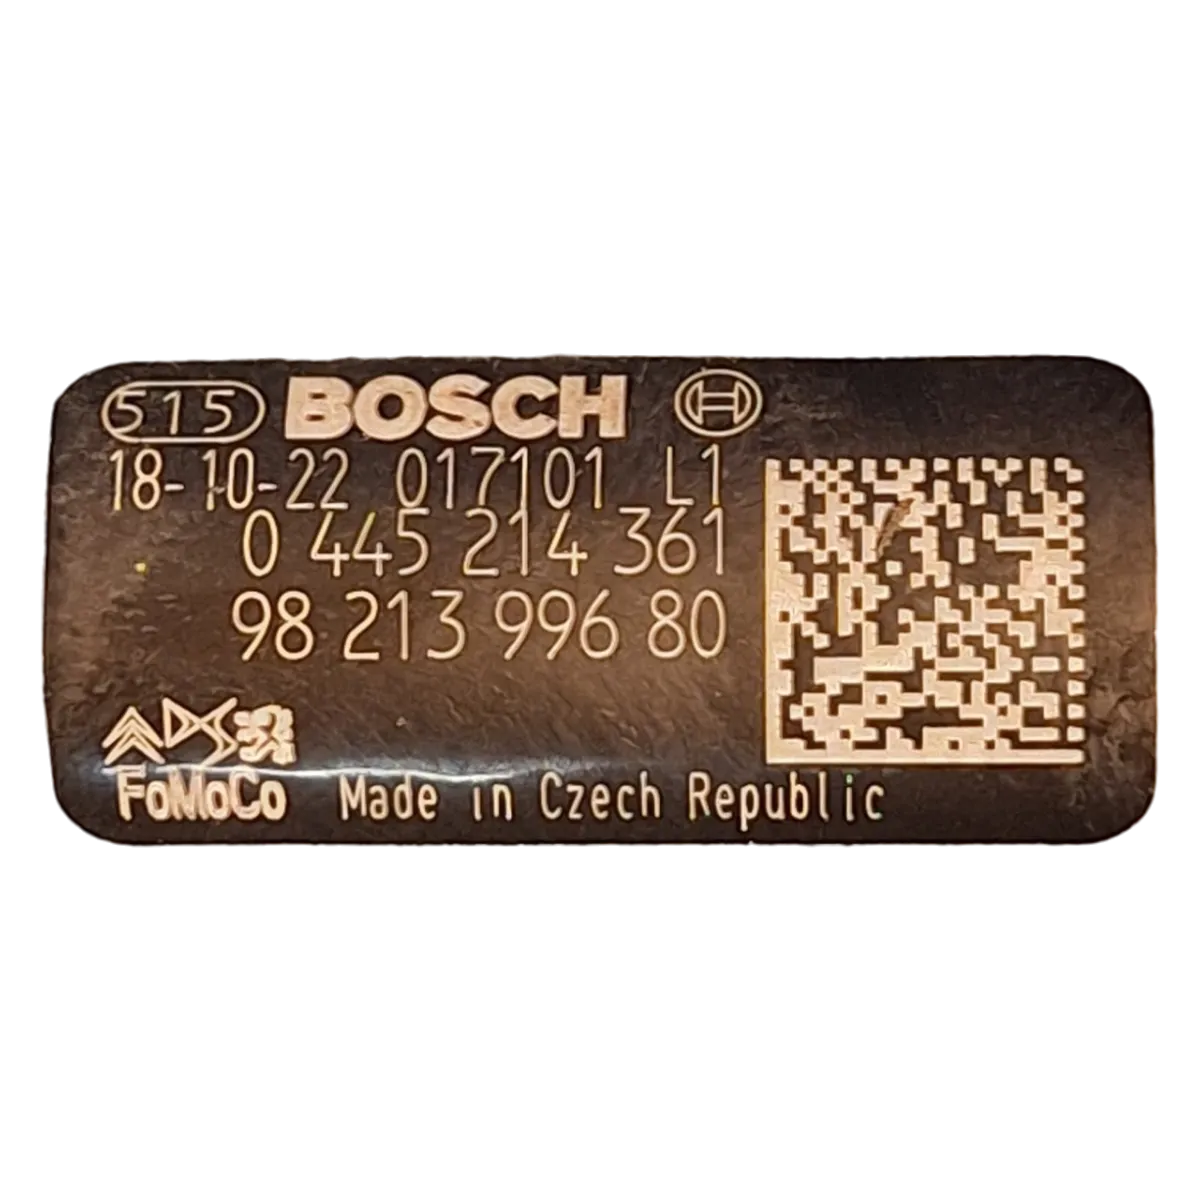 515 BOSCH
18-10-22 017101 L1
0 445 214 361
98 213 996 80
DS
FoMoCo Made in Czech Republic